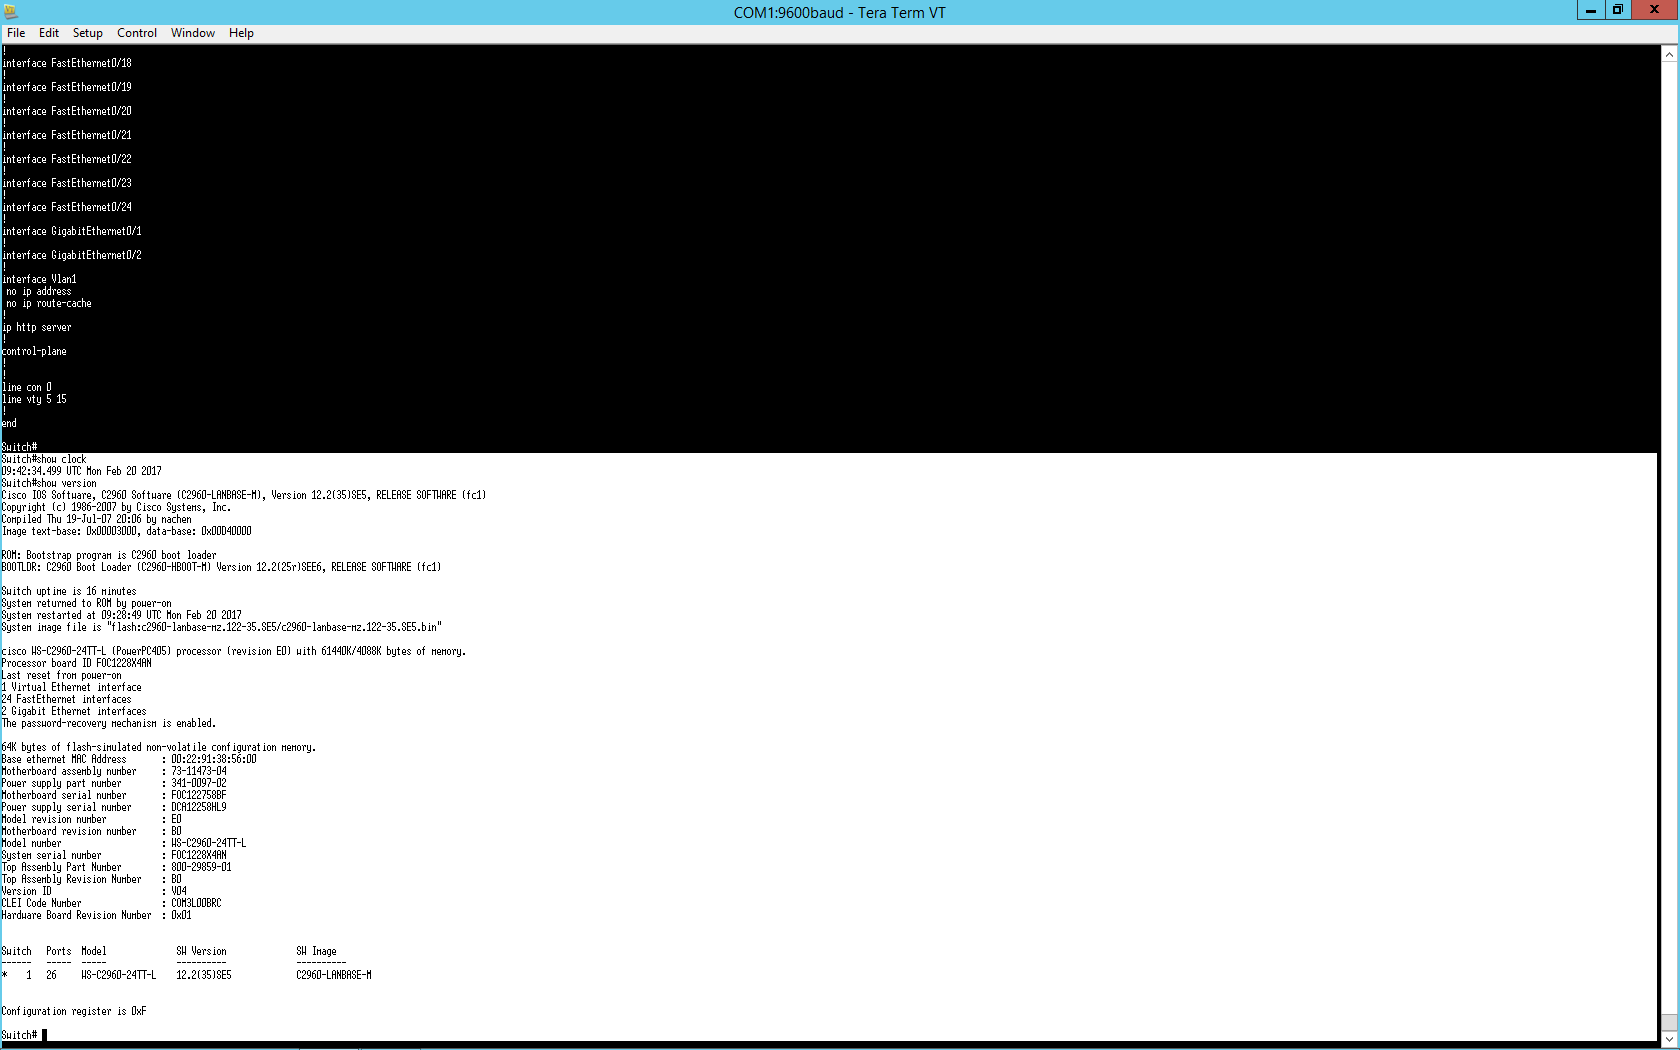 COM1:9600baud - Tera Term VT
File Edit Setup Control Window Help
!
interface FastEthernet0/18
!
interface FastEthernet0/19
!
interface FastEthernet0/20
!
interface FastEthernet0/21
!
interface FastEthernet0/22
!
interface FastEthernet0/23
!
interface FastEthernet0/24
!
interface GigabitEthernet0/1
!
interface GigabitEthernet0/2
!
interface Vlan1
 no ip address
 no ip route-cache
!
ip http server
!
control-plane
!
!
line con 0
line vty 5 15
!
end
Switch#
Switch#show clock
09:42:34.499 UTC Mon Feb 20 2017
Switch#show version
Cisco IOS Software, C2960 Software (C2960-LANBASE-M), Version 12.2(35)SE5, RELEASE SOFTWARE (fc1)
Copyright (c) 1986-2007 by Cisco Systems, Inc.
Compiled Thu 19-Jul-07 20:06 by nachen
Image text-base: 0x00003000, data-base: 0x00D40000
ROM: Bootstrap program is C2960 boot loader
BOOTLDR: C2960 Boot Loader (C2960-HBOOT-M) Version 12.2(25r)SEE6, RELEASE SOFTWARE (fc1)
Switch uptime is 16 minutes
System returned to ROM by power-on
System restarted at 09:28:49 UTC Mon Feb 20 2017
System image file is "flash:c2960-lanbase-mz.122-35.SE5/c2960-lanbase-mz.122-35.SE5.bin"
cisco WS-C2960-24TT-L (PowerPC405) processor (revision E0) with 61440K/4088K bytes of memory.
Processor board ID FOC1228X4AN
Last reset from power-on
1 Virtual Ethernet interface
24 FastEthernet interfaces
2 Gigabit Ethernet interfaces
The password-recovery mechanism is enabled.
64K bytes of flash-simulated non-volatile configuration memory.
Base ethernet MAC Address       : 00:22:91:38:56:00
Motherboard assembly number     : 73-11473-04
Power supply part number        : 341-0097-02
Motherboard serial number       : FOC122758BF
Power supply serial number      : DCA12258HL9
Model revision number           : E0
Motherboard revision number     : B0
Model number                    : WS-C2960-24TT-L
System serial number            : FOC1228X4AN
Top Assembly Part Number        : 800-29859-01
Top Assembly Revision Number    : B0
Version ID                      : V04
CLEI Code Number                : COM3L00BRC
Hardware Board Revision Number  : 0x01
Switch   Ports  Model              SW Version              SW Image
------   -----  -----              ----------              ----------
*    1   26     WS-C2960-24TT-L    12.2(35)SE5             C2960-LANBASE-M
Configuration register is 0xF
Switch#